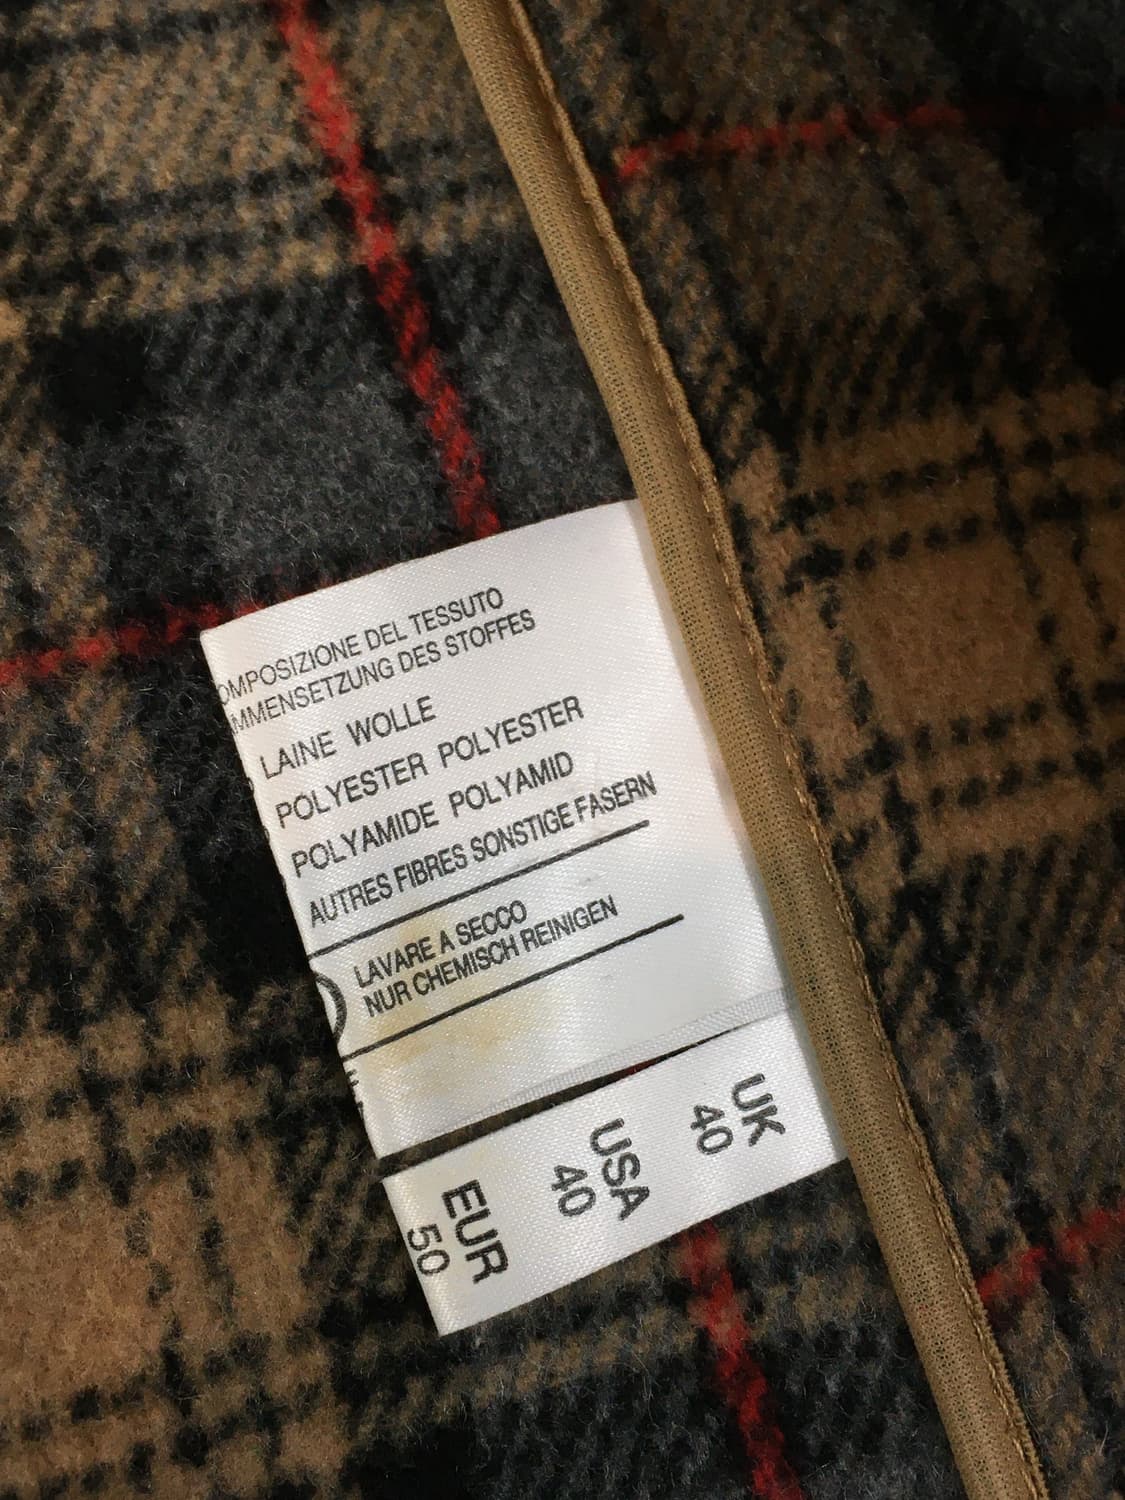 OMPOSIZIONE DEL TESSUTO
MMENSETZUNG DES STOFFES
LAINE WOLLE
POLYESTER POLYESTER
POLYAMIDE POLYAMID
AUTRES FIBRES SONSTIGE FASERN
LAVARE A SECCO
NUR CHEMISCH REINIGEN
EUR
50
USA
40
UK
40